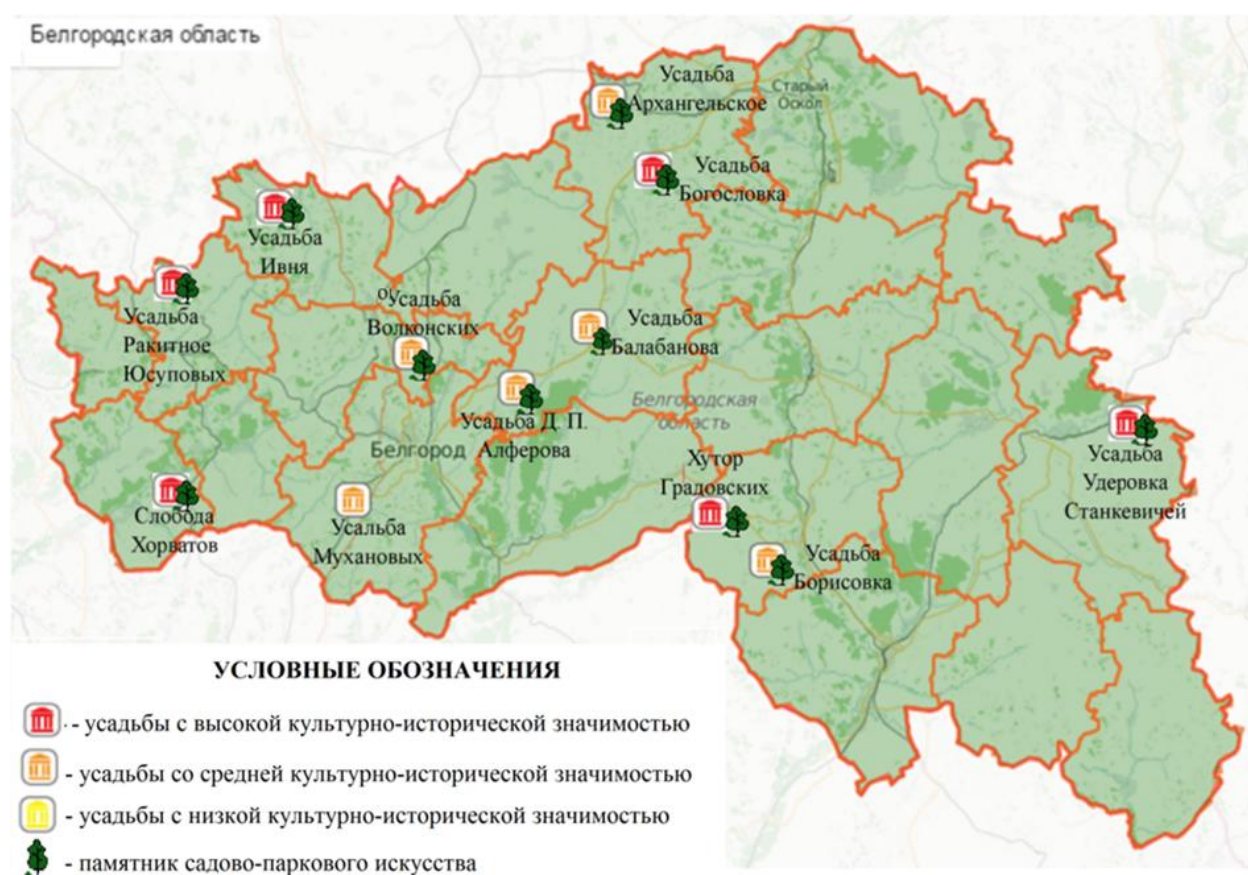 Белгородская область
Усадьба
Архангельское
Старый
Оскол
Усадьба
Богословка
Усадьба
Ивня
Усадьба
Ракитное
Юсуповых
Усадьба
Волконских
Усадьба
Балабанова
Усадьба Д. П.
Алферова
Белгородская
область
Белгород
Слобода
Хорватов
Усальба
Мухановых
Хутор
Градовских
Усадьба
Борисовка
Усадьба
Удеровка
Станкевичей
УСЛОВНЫЕ ОБОЗНАЧЕНИЯ
- усадьбы с высокой культурно-исторической значимостью
- усадьбы со средней культурно-исторической значимостью
- усадьбы с низкой культурно-исторической значимостью
- памятник садово-паркового искусства